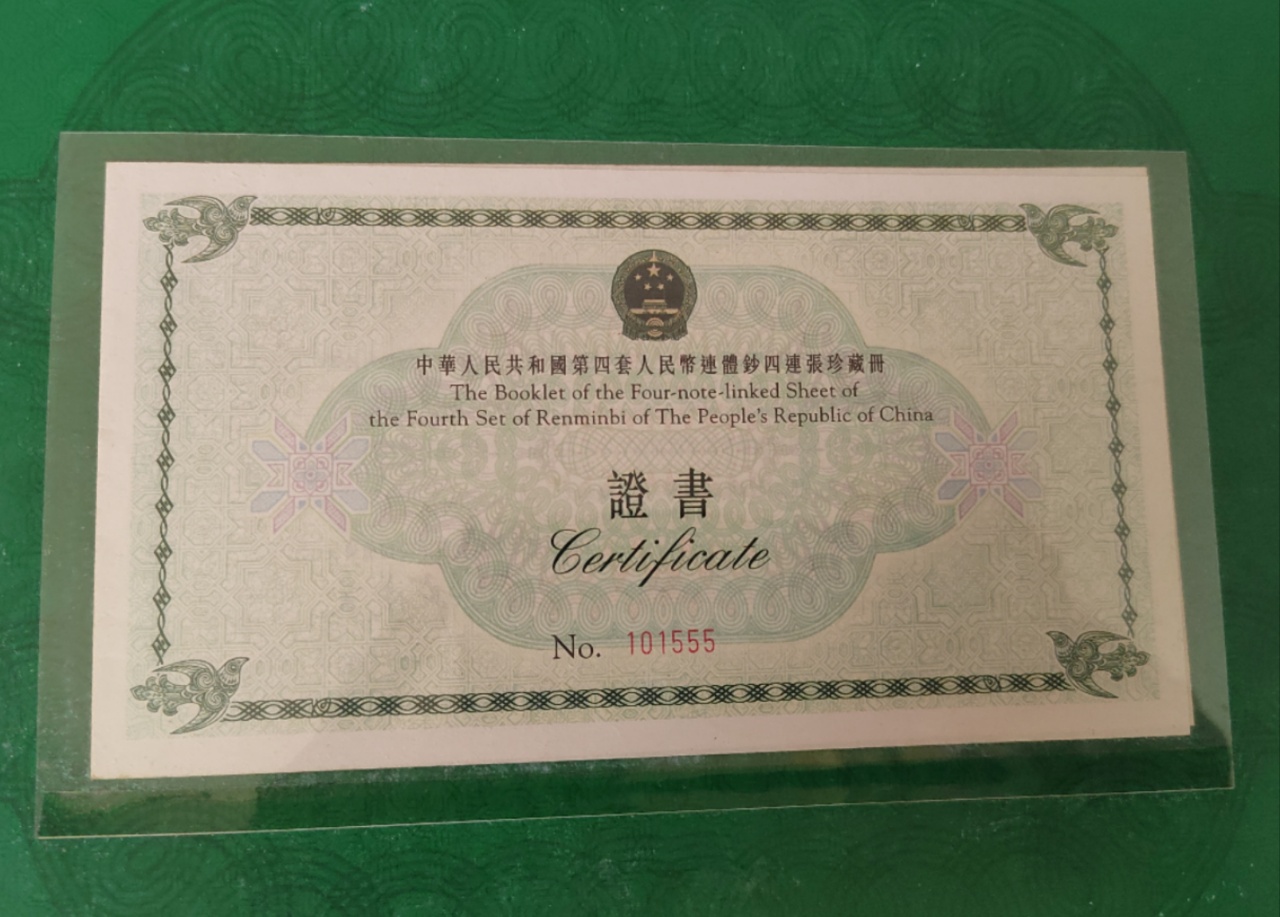 中華人民共和國第四套人民幣連體鈔四連張珍藏冊
The Booklet of the Four-note-linked Sheet of
the Fourth Set of Renminbi of The People's Republic of China
證書
Certificate
No. 101555